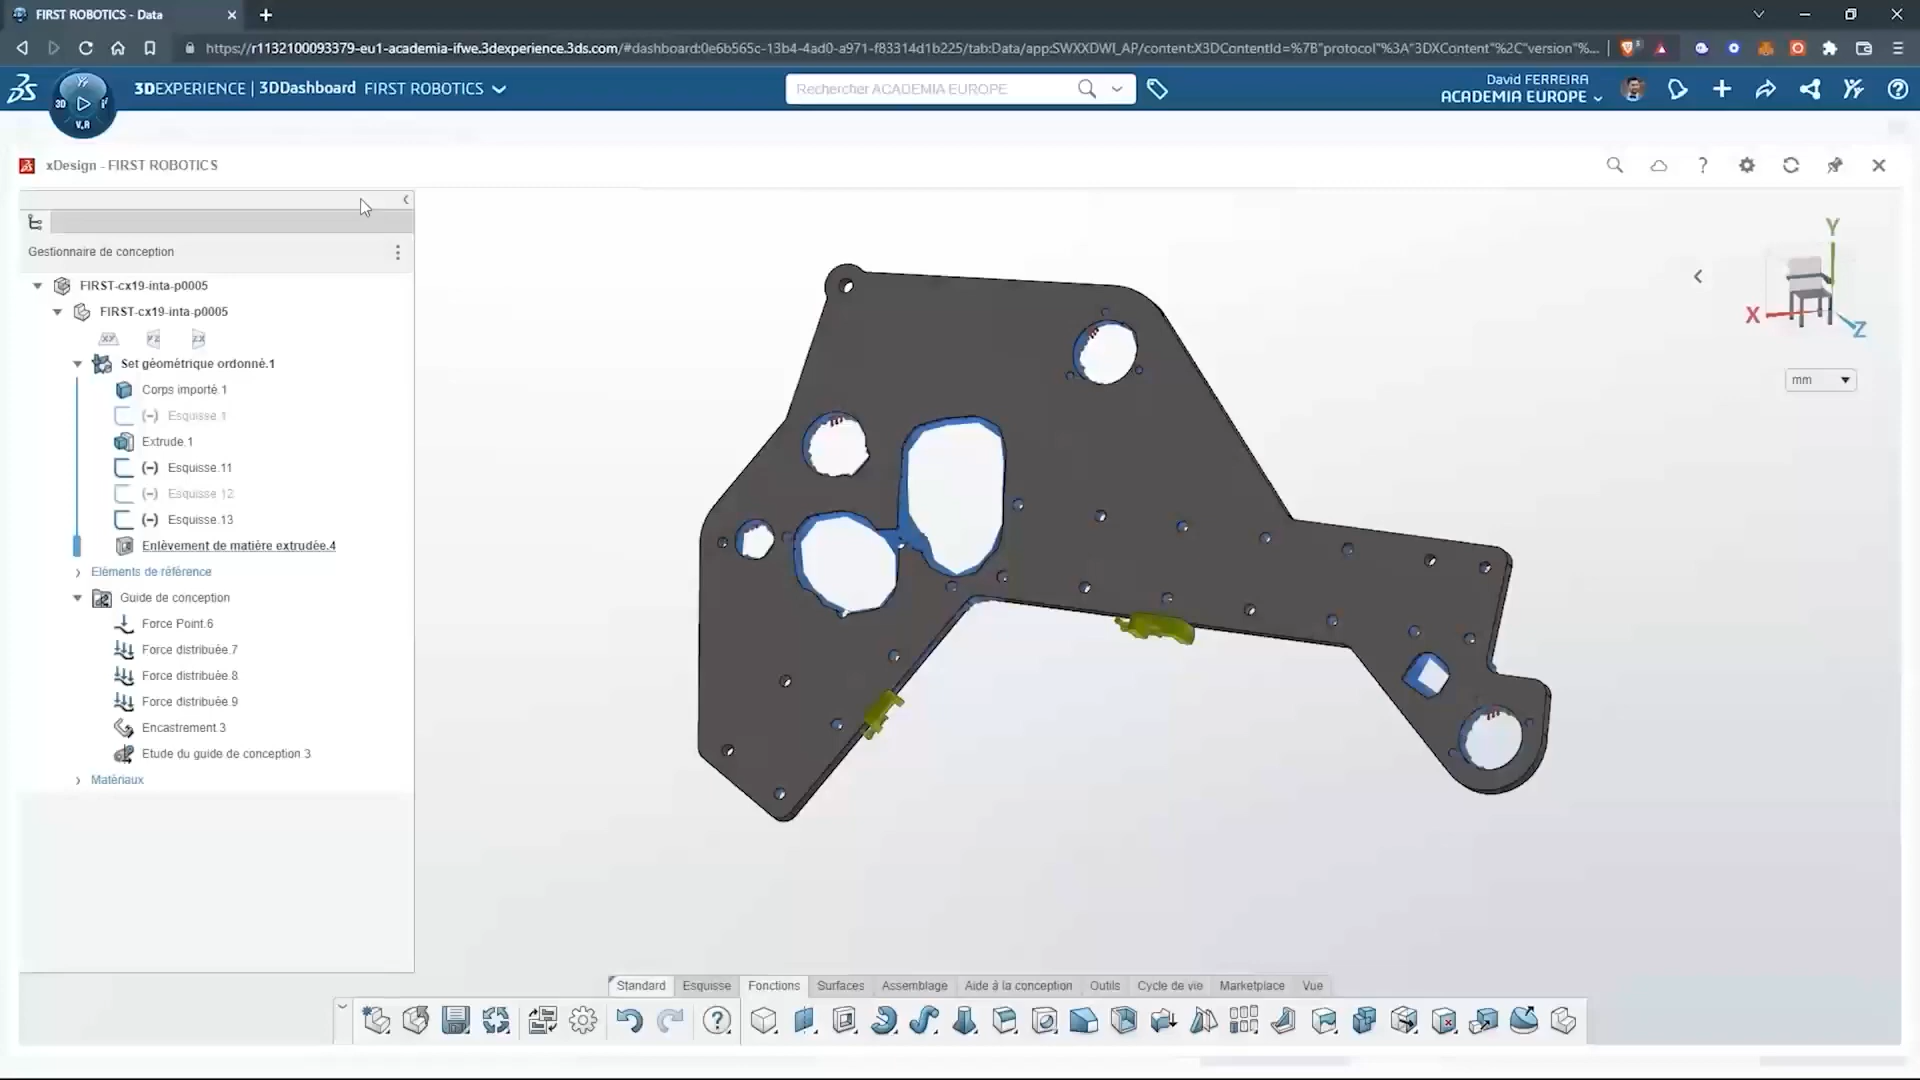 FIRST ROBOTICS - Data
https://r1132100093379-eu1-academia-ifwe.3dexperience.3ds.com/#dashboard:0e6b565c-13b4-4ad0-a971-f83314d1b225/tab:Data/app:SWXXDWI_AP/content:X3DContentId=%7B"protocol"%3A"3DXContent"%2C"version"%...
3DEXPERIENCE | 3DDashboard FIRST ROBOTICS
Rechercher ACADEMIA EUROPE
David FERREIRA
ACADEMIA EUROPE
3D
V,R
xDesign - FIRST ROBOTICS
Gestionnaire de conception
FIRST-cx19-inta-p0005
FIRST-cx19-inta-p0005
XY YZ ZX
Set géométrique ordonné.1
Corps importé.1
(-) Esquisse.1
Extrude.1
(-) Esquisse.11
(-) Esquisse.12
(-) Esquisse.13
Enlèvement de matière extrudée.4
Eléments de référence
Guide de conception
Force Point.6
Force distribuée.7
Force distribuée.8
Force distribuée.9
Encastrement 3
Etude du guide de conception 3
Matériaux
Y
X
Z
mm
Standard Esquisse Fonctions Surfaces Assemblage Aide à la conception Outils Cycle de vie Marketplace Vue